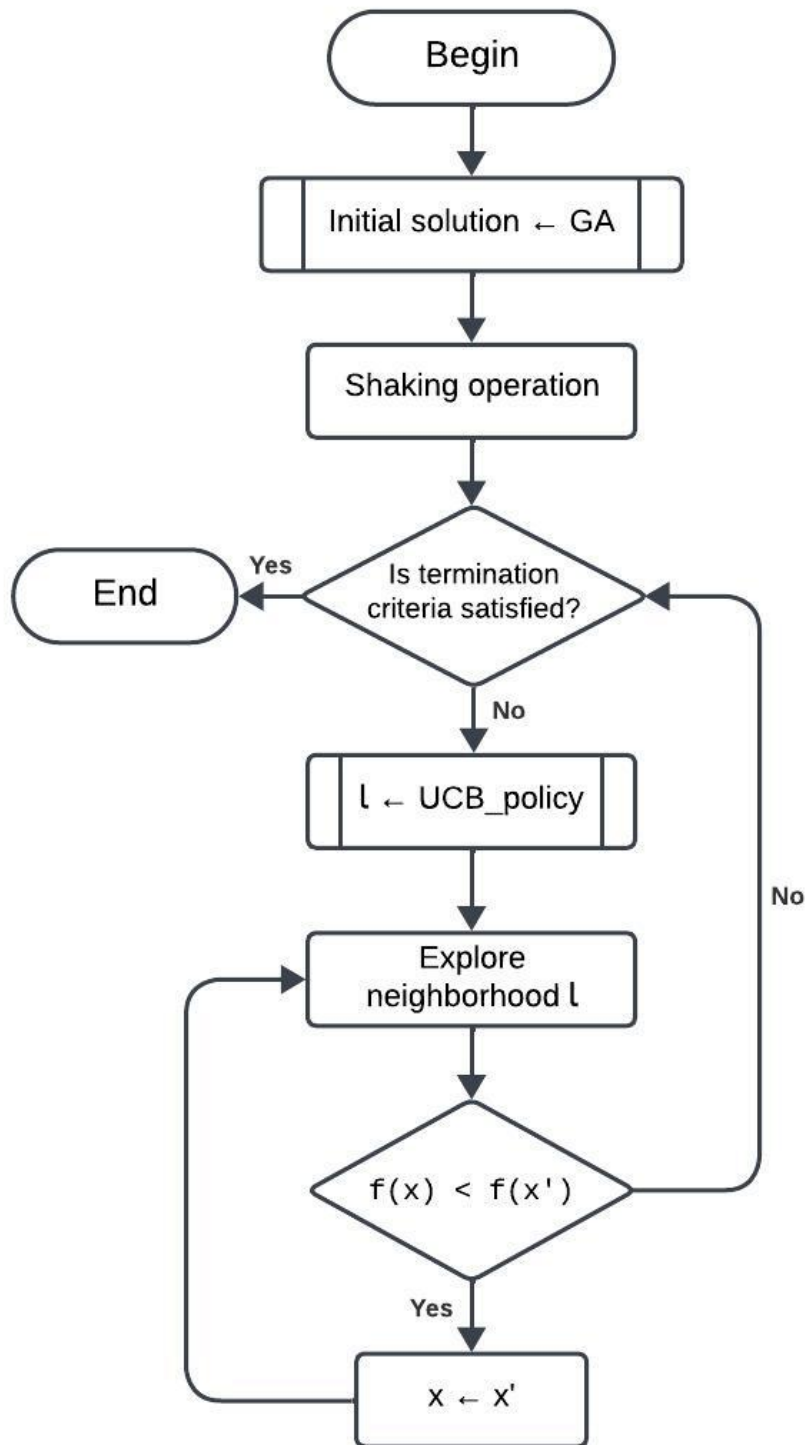 Begin
Initial solution ← GA
Shaking operation
Is termination
criteria satisfied?
Yes
End
No
l ← UCB_policy
Explore
neighborhood l
f(x) < f(x')
No
Yes
x ← x'